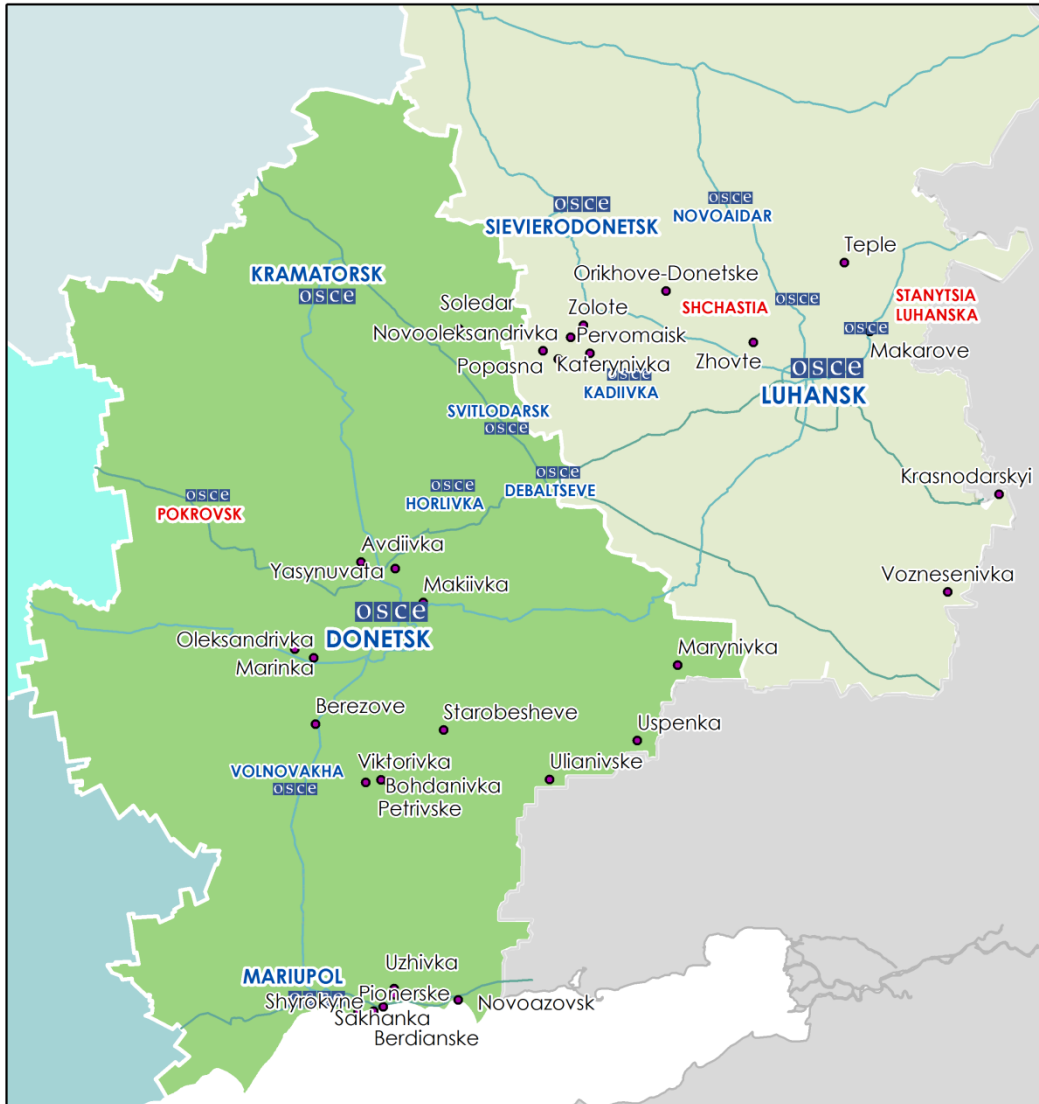 osce
NOVOAIDAR
osce
SIEVIERODONETSK
Teple
KRAMATORSK
osce
Orikhove-Donetske
STANYTSIA
LUHANSKA
Soledar
Zolote
SHCHASTIA
osce
Novooleksandrivka
Pervomaisk
osce
Makarove
Popasna
Katerynivka
Zhovte
osce
osce
KADIIVKA
LUHANSK
SVITLODARSK
osce
osce
DEBALTSEVE
osce
HORLIVKA
Krasnodarskyi
osce
POKROVSK
Avdiivka
Yasynuvata
Makiivka
Voznesenivka
osce
DONETSK
Oleksandrivka
Marinka
Marynivka
Berezove
Starobesheve
Uspenka
VOLNOVAKHA
osce
Viktorivka
Bohdanivka
Petrivske
Ulianivske
MARIUPOL
osce
Uzhivka
Shyrokyne
Pionerske
Novoazovsk
Sakhanka
Berdianske